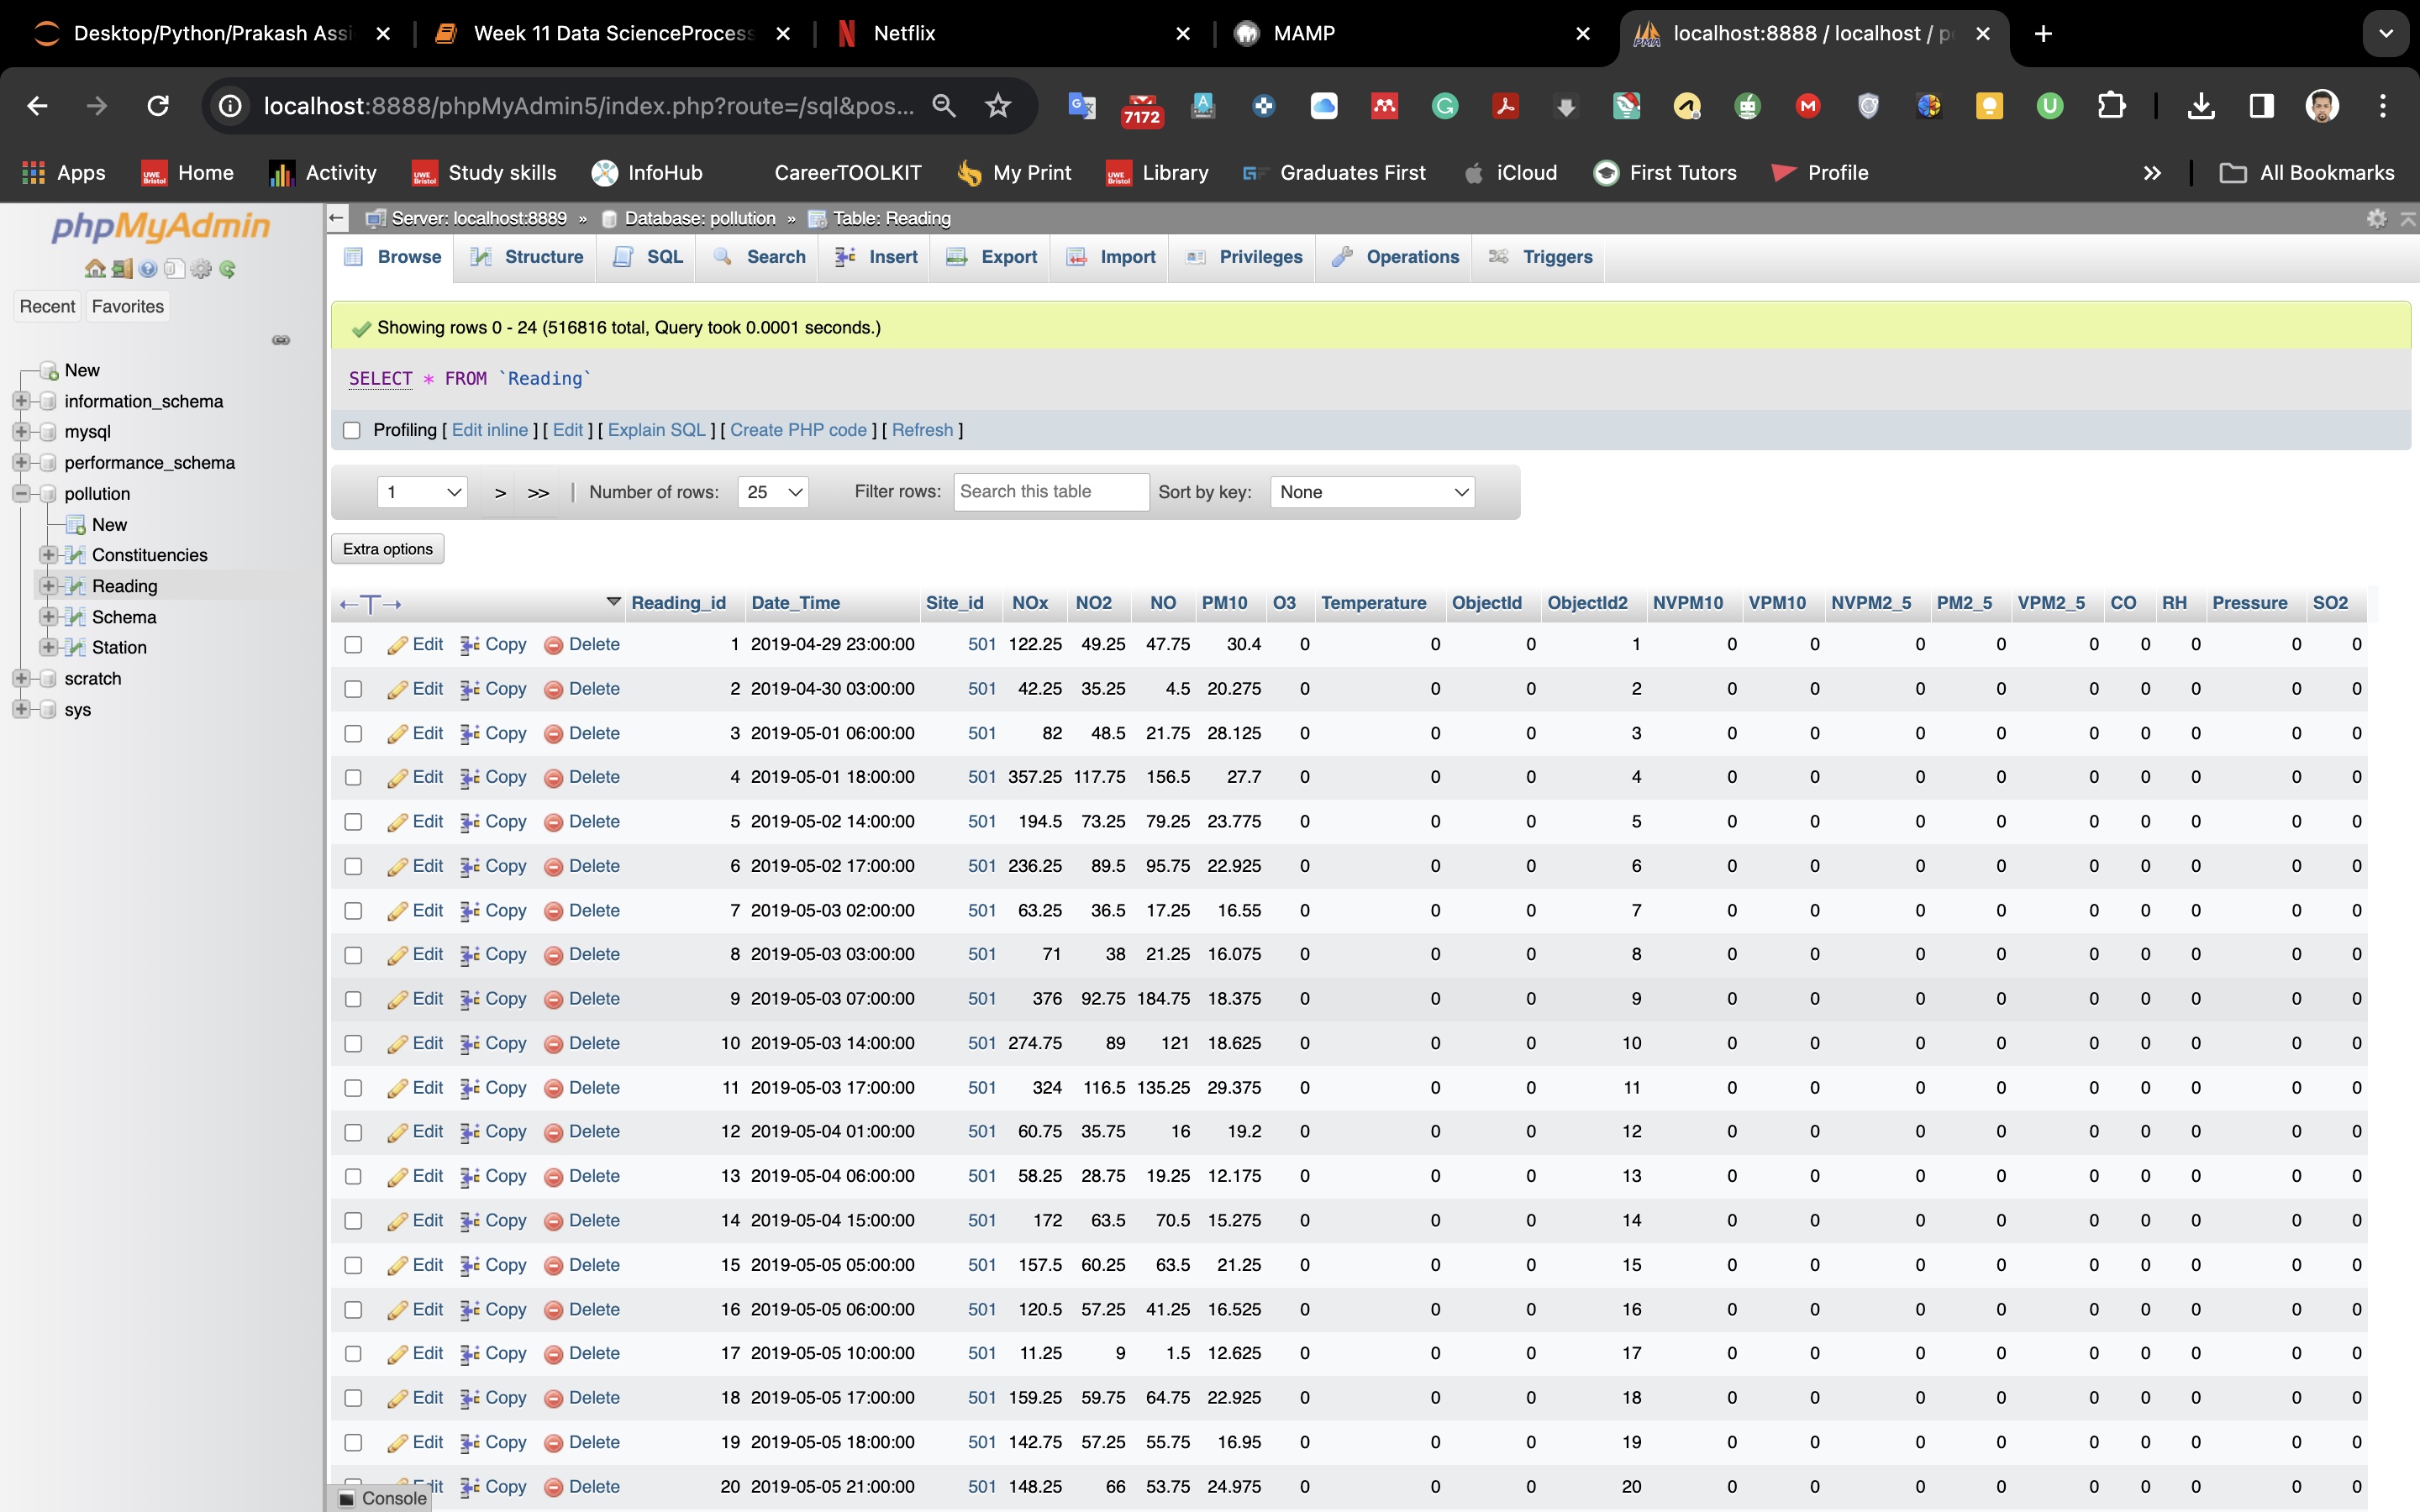 Desktop/Python/Prakash Assi
Week 11 Data ScienceProcess
Netflix
MAMP
localhost:8888 / localhost / p
localhost:8888/phpMyAdmin5/index.php?route=/sql&pos...
7172
Apps Home Activity Study skills InfoHub CareerTOOLKIT My Print Library Graduates First iCloud First Tutors Profile » All Bookmarks
phpMyAdmin
Recent Favorites
New
information_schema
mysql
performance_schema
pollution
New
Constituencies
Reading
Schema
Station
scratch
sys
Server: localhost:8889 » Database: pollution » Table: Reading
Browse Structure SQL Search Insert Export Import Privileges Operations Triggers
Showing rows 0 - 24 (516816 total, Query took 0.0001 seconds.)
SELECT * FROM `Reading`
Profiling [ Edit inline ] [ Edit ] [ Explain SQL ] [ Create PHP code ] [ Refresh ]
1 > >> | Number of rows: 25 Filter rows: Search this table Sort by key: None
Extra options
←T→ Reading_id Date_Time Site_id NOx NO2 NO PM10 O3 Temperature ObjectId ObjectId2 NVPM10 VPM10 NVPM2_5 PM2_5 VPM2_5 CO RH Pressure SO2
Edit Copy Delete 1 2019-04-29 23:00:00 501 122.25 49.25 47.75 30.4 0 0 0 1 0 0 0 0 0 0 0 0 0
Edit Copy Delete 2 2019-04-30 03:00:00 501 42.25 35.25 4.5 20.275 0 0 0 2 0 0 0 0 0 0 0 0 0
Edit Copy Delete 3 2019-05-01 06:00:00 501 82 48.5 21.75 28.125 0 0 0 3 0 0 0 0 0 0 0 0 0
Edit Copy Delete 4 2019-05-01 18:00:00 501 357.25 117.75 156.5 27.7 0 0 0 4 0 0 0 0 0 0 0 0 0
Edit Copy Delete 5 2019-05-02 14:00:00 501 194.5 73.25 79.25 23.775 0 0 0 5 0 0 0 0 0 0 0 0 0
Edit Copy Delete 6 2019-05-02 17:00:00 501 236.25 89.5 95.75 22.925 0 0 0 6 0 0 0 0 0 0 0 0 0
Edit Copy Delete 7 2019-05-03 02:00:00 501 63.25 36.5 17.25 16.55 0 0 0 7 0 0 0 0 0 0 0 0 0
Edit Copy Delete 8 2019-05-03 03:00:00 501 71 38 21.25 16.075 0 0 0 8 0 0 0 0 0 0 0 0 0
Edit Copy Delete 9 2019-05-03 07:00:00 501 376 92.75 184.75 18.375 0 0 0 9 0 0 0 0 0 0 0 0 0
Edit Copy Delete 10 2019-05-03 14:00:00 501 274.75 89 121 18.625 0 0 0 10 0 0 0 0 0 0 0 0 0
Edit Copy Delete 11 2019-05-03 17:00:00 501 324 116.5 135.25 29.375 0 0 0 11 0 0 0 0 0 0 0 0 0
Edit Copy Delete 12 2019-05-04 01:00:00 501 60.75 35.75 16 19.2 0 0 0 12 0 0 0 0 0 0 0 0 0
Edit Copy Delete 13 2019-05-04 06:00:00 501 58.25 28.75 19.25 12.175 0 0 0 13 0 0 0 0 0 0 0 0 0
Edit Copy Delete 14 2019-05-04 15:00:00 501 172 63.5 70.5 15.275 0 0 0 14 0 0 0 0 0 0 0 0 0
Edit Copy Delete 15 2019-05-05 05:00:00 501 157.5 60.25 63.5 21.25 0 0 0 15 0 0 0 0 0 0 0 0 0
Edit Copy Delete 16 2019-05-05 06:00:00 501 120.5 57.25 41.25 16.525 0 0 0 16 0 0 0 0 0 0 0 0 0
Edit Copy Delete 17 2019-05-05 10:00:00 501 11.25 9 1.5 12.625 0 0 0 17 0 0 0 0 0 0 0 0 0
Edit Copy Delete 18 2019-05-05 17:00:00 501 159.25 59.75 64.75 22.925 0 0 0 18 0 0 0 0 0 0 0 0 0
Edit Copy Delete 19 2019-05-05 18:00:00 501 142.75 57.25 55.75 16.95 0 0 0 19 0 0 0 0 0 0 0 0 0
Edit Copy Delete 20 2019-05-05 21:00:00 501 148.25 66 53.75 24.975 0 0 0 20 0 0 0 0 0 0 0 0 0
Console